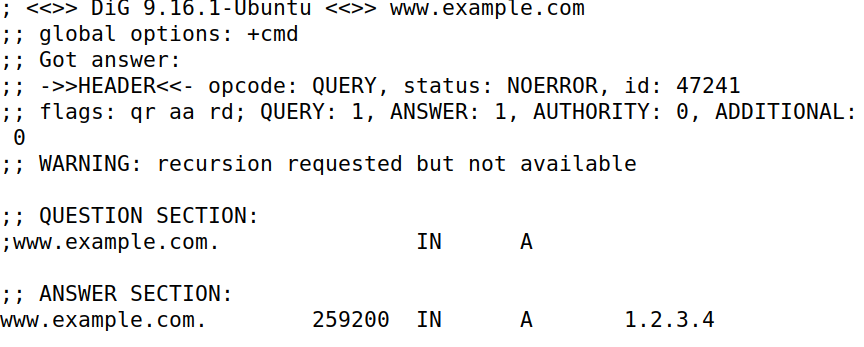 ; <<>> DiG 9.16.1-Ubuntu <<>> www.example.com
;; global options: +cmd
;; Got answer:
;; ->>HEADER<<- opcode: QUERY, status: NOERROR, id: 47241
;; flags: qr aa rd; QUERY: 1, ANSWER: 1, AUTHORITY: 0, ADDITIONAL:
 0
;; WARNING: recursion requested but not available

;; QUESTION SECTION:
;www.example.com.               IN      A

;; ANSWER SECTION:
www.example.com.        259200  IN      A       1.2.3.4